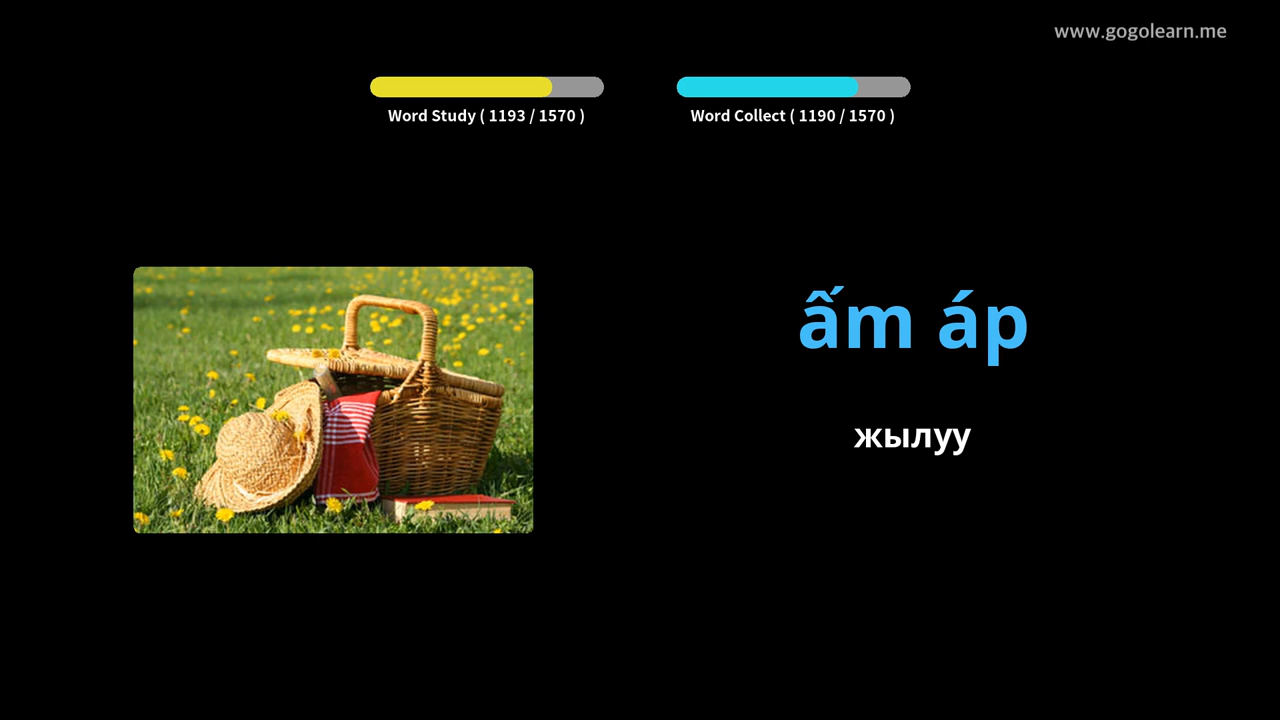 www.gogolearn.me
Word Study ( 1193 / 1570 )
Word Collect ( 1190 / 1570 )
ấm áp
жылуу